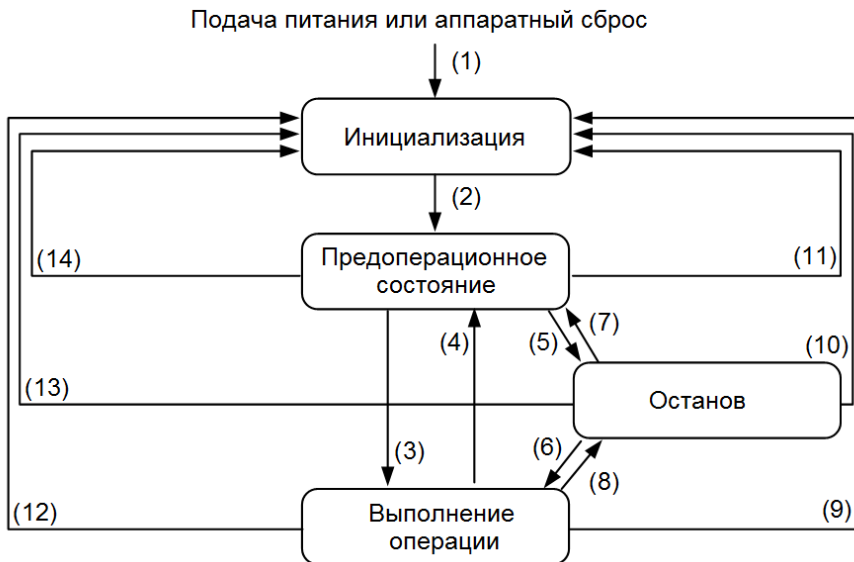 Подача питания или аппаратный сброс
(1)
Инициализация
(2)
(14)
Предоперационное
состояние
(11)
(4)
(5)
(7)
(10)
(13)
Останов
(3)
(6)
(8)
(12)
Выполнение
операции
(9)